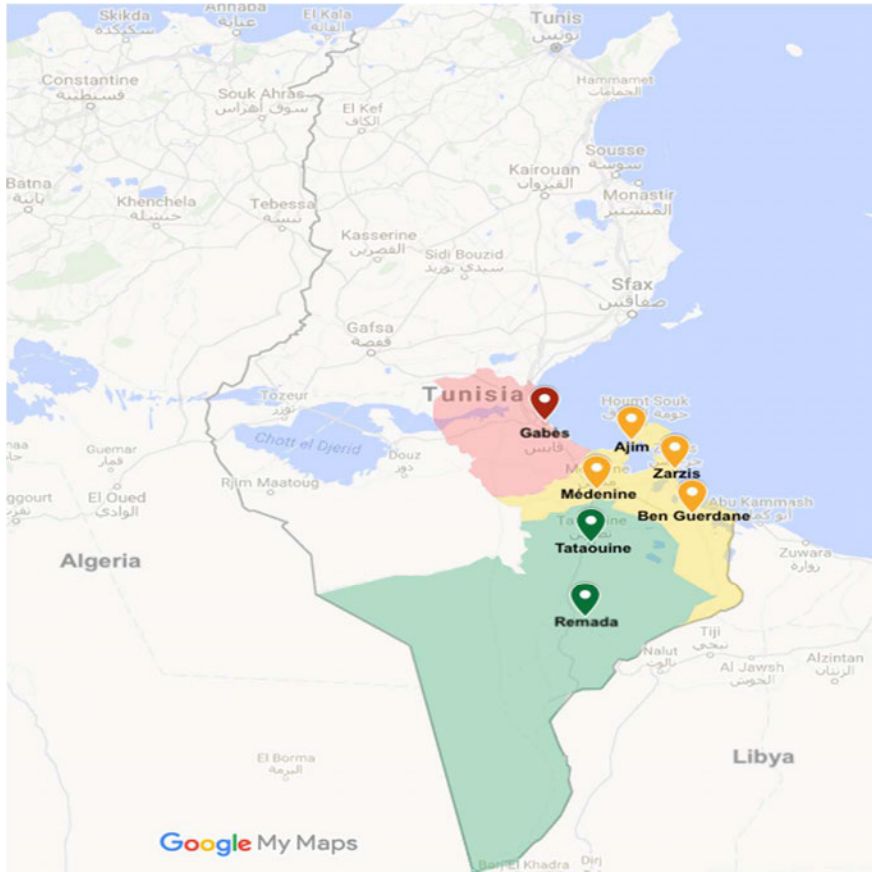 Skikda
سكيكدة
Annaba
عنابة
El Kala
القالة
Tunis
تونس
Constantine
قسنطينة
Souk Ahras
سوق أهراس
Hammamet
الحمامات
El Kef
الكاف
Sousse
سوسة
Kairouan
القيروان
Monastir
المنستير
Batna
باتنة
Khenchela
خنشلة
Tebessa
تبسة
Kasserine
القصرين
Sidi Bouzid
سيدي بوزيد
Sfax
صفاقس
Gafsa
قفصة
Tozeur
توزر
Tunisia
Houmt Souk
حومة
Gabès
قابس
Ajim
Zarzis
Chott el Djerid
Douz
دوز
Guemar
قمار
Médenine
Rjim Maatoug
El Oued
الوادي
Ben Guerdane
Abu Kammash
Tataouine
Zuwara
زوارة
Algeria
Remada
Tiji
تيجي
Nalut
نالوت
Al Jawsh
الجوش
Alzintan
الزنتان
El Borma
البرمة
Libya
Google My Maps
Borj El Khadra
Dirj